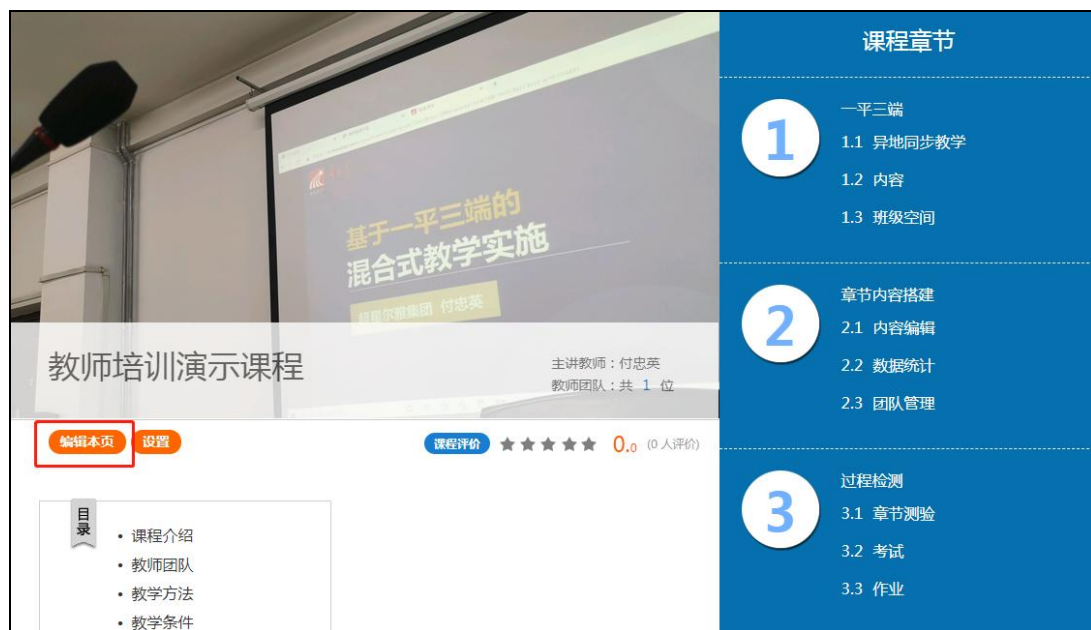 基于一平三端的
混合式教学实施
超星尔雅集团 付忠英
教师培训演示课程
主讲教师：付忠英
教师团队：共 1 位
编辑本页
设置
课程评价
0.0 (0 人评价)
目录
• 课程介绍
• 教师团队
• 教学方法
• 教学条件
课程章节
1
一平三端
1.1 异地同步教学
1.2 内容
1.3 班级空间
2
章节内容搭建
2.1 内容编辑
2.2 数据统计
2.3 团队管理
3
过程检测
3.1 章节测验
3.2 考试
3.3 作业